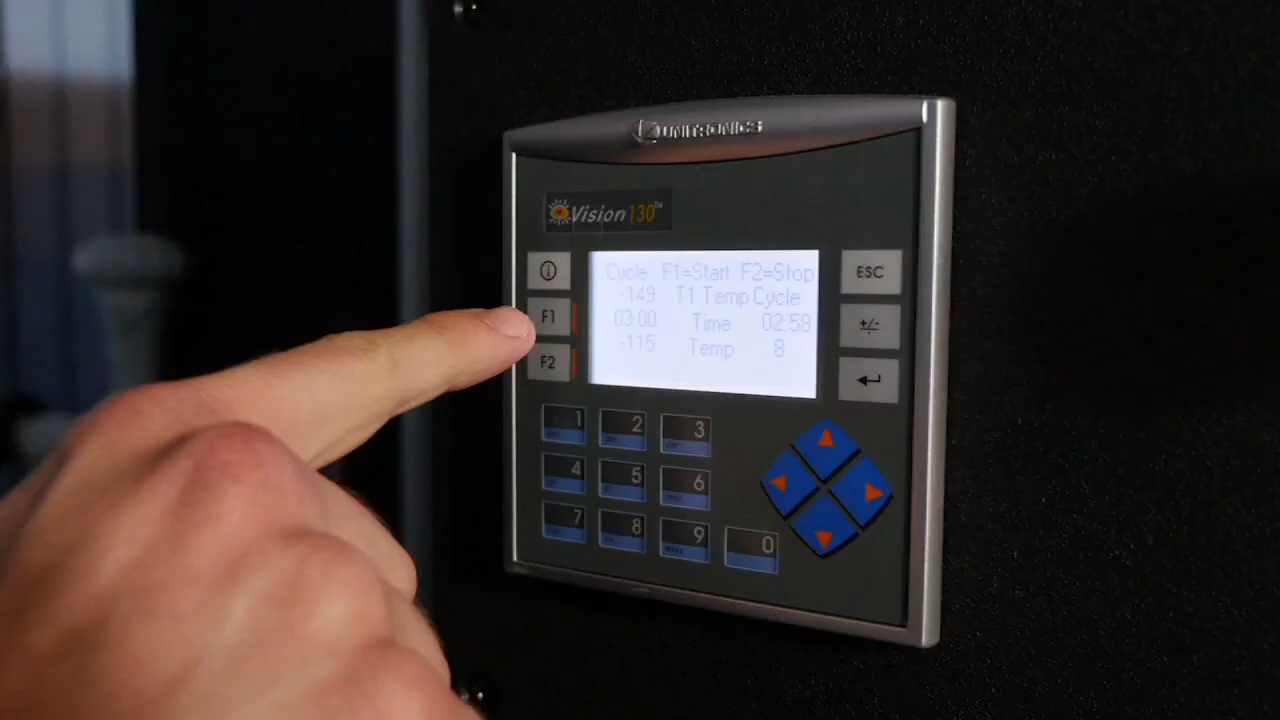 UNITRONICS
Vision130™
Cycle F1=Start F2=Stop
-149 T1 Temp Cycle
03:00 Time 02:58
-115 Temp 8
F1
F2
ESC
+/-
1 2 3
4 5 6
7 8 9 0